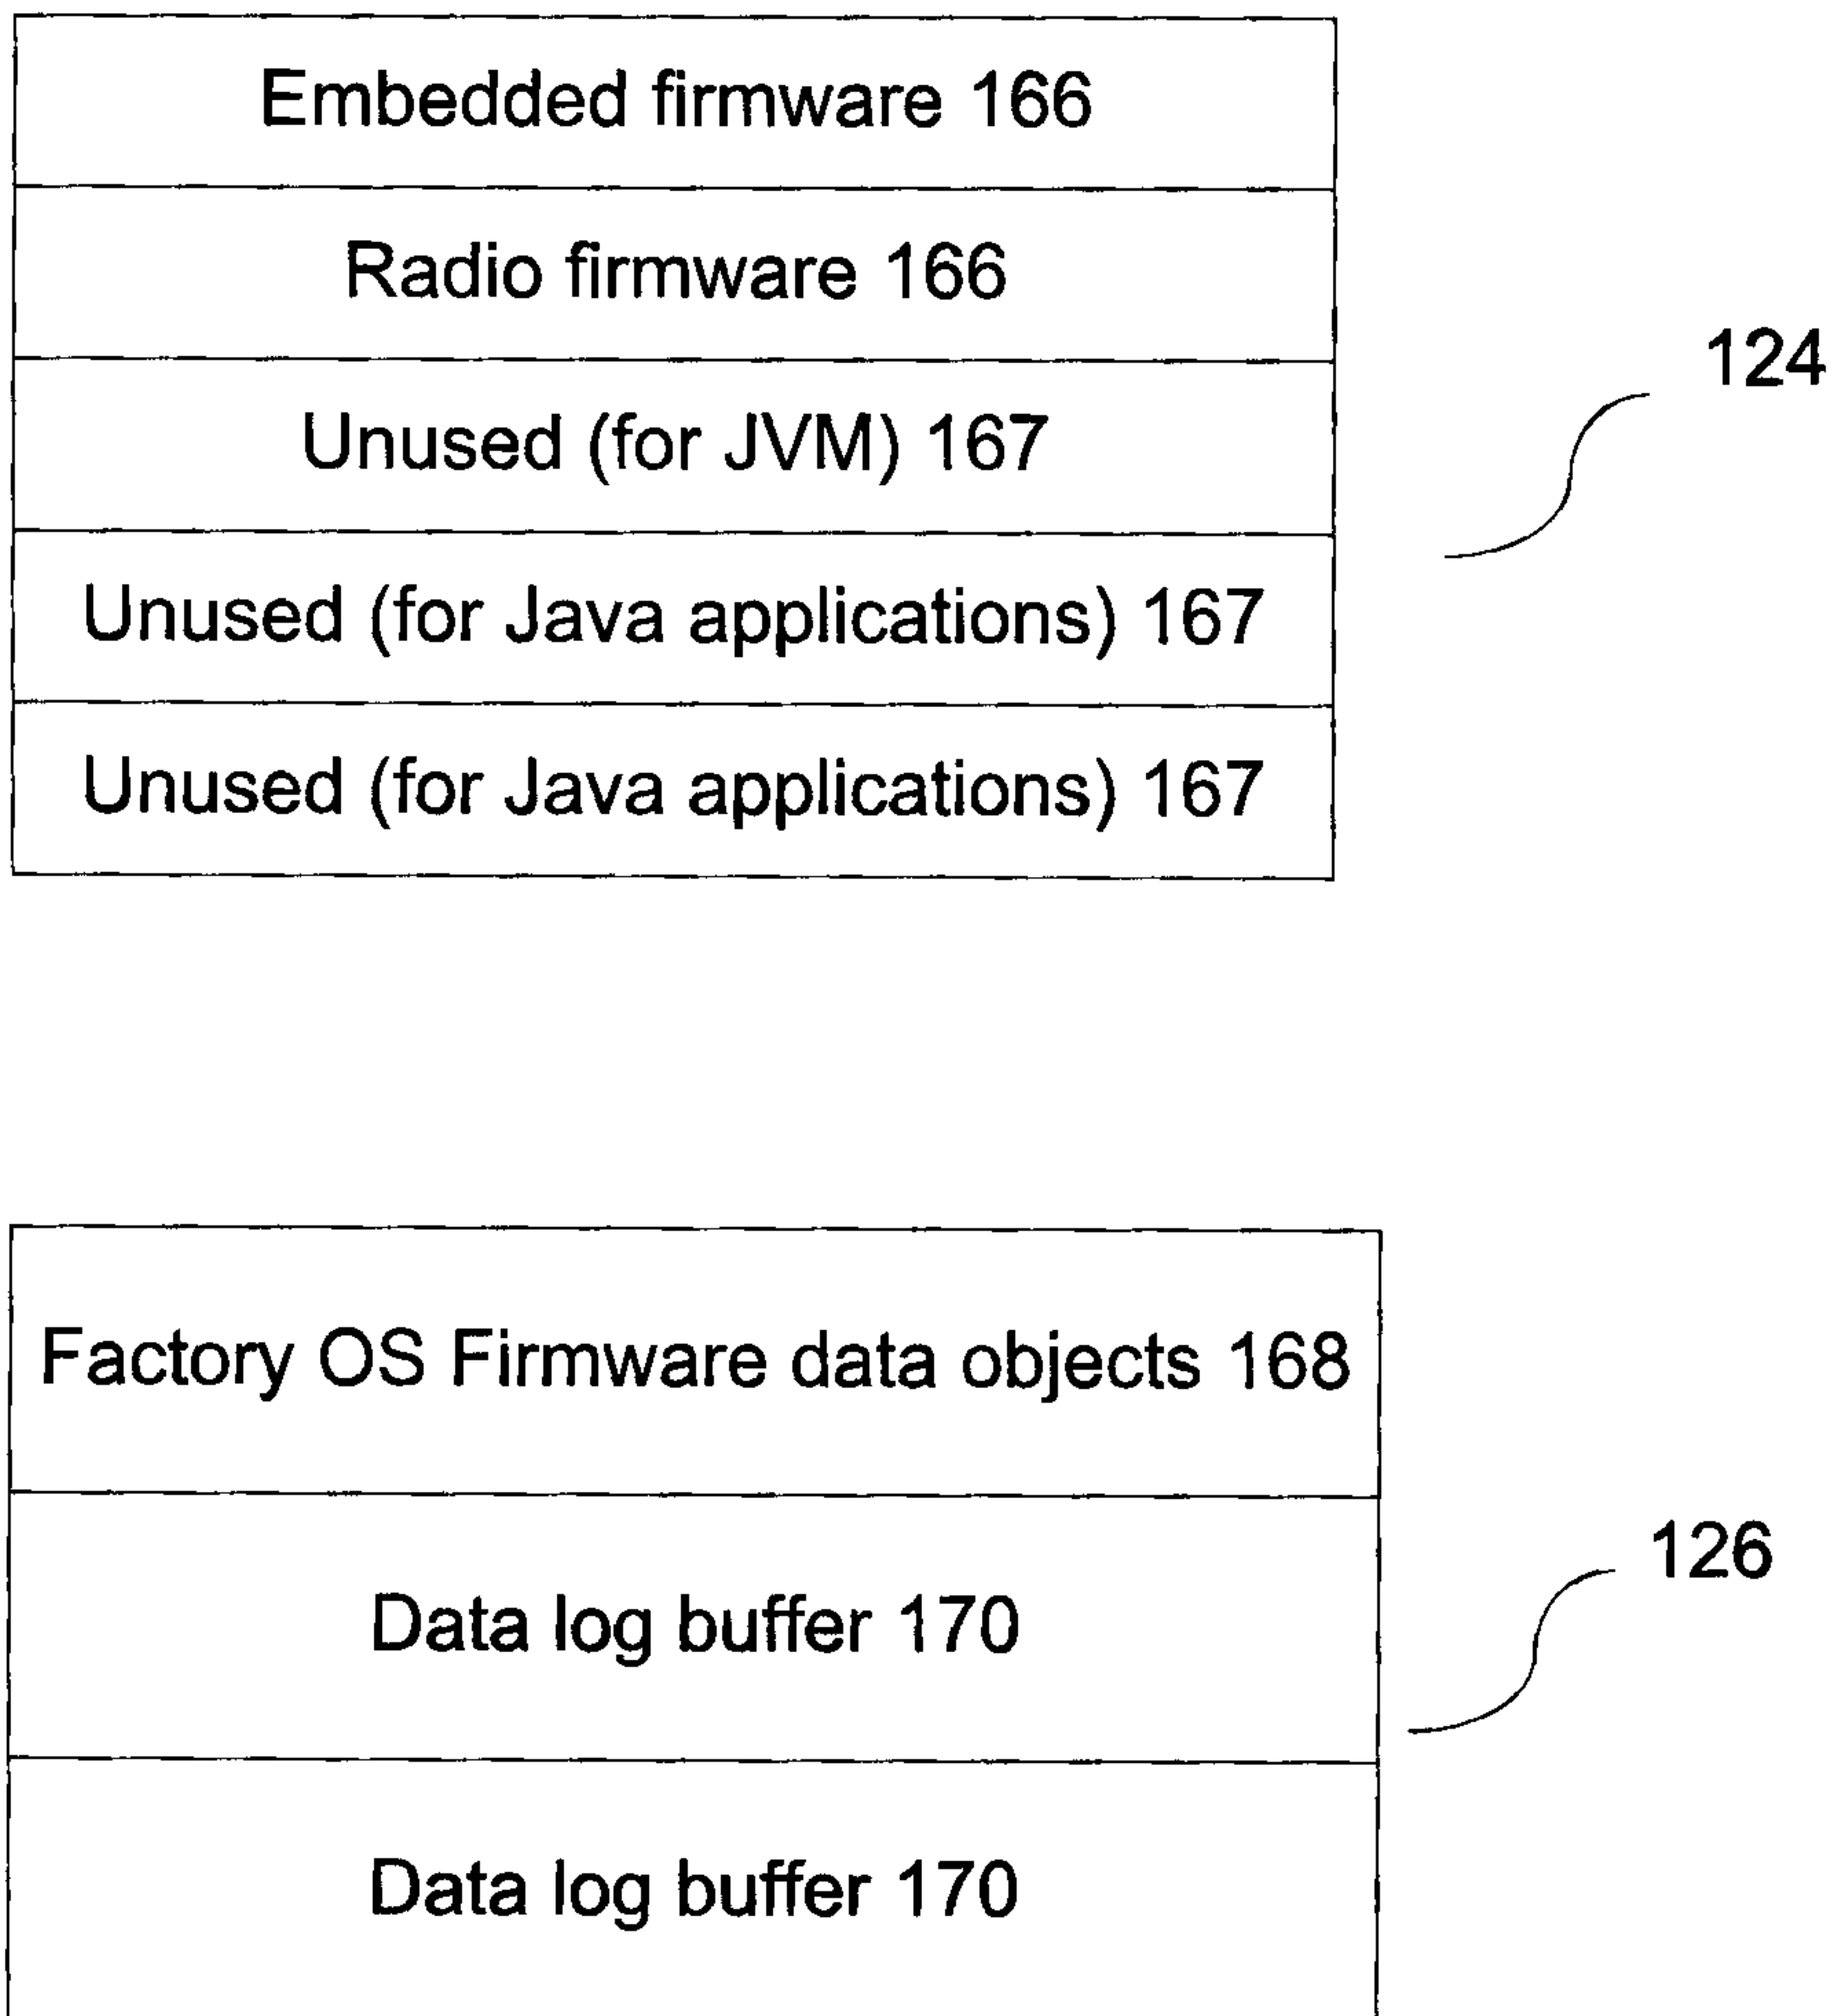 Embedded firmware 166
Radio firmware 166
Unused (for JVM) 167
Unused (for Java applications) 167
Unused (for Java applications) 167
124
Factory OS Firmware data objects 168
Data log buffer 170
Data log buffer 170
126